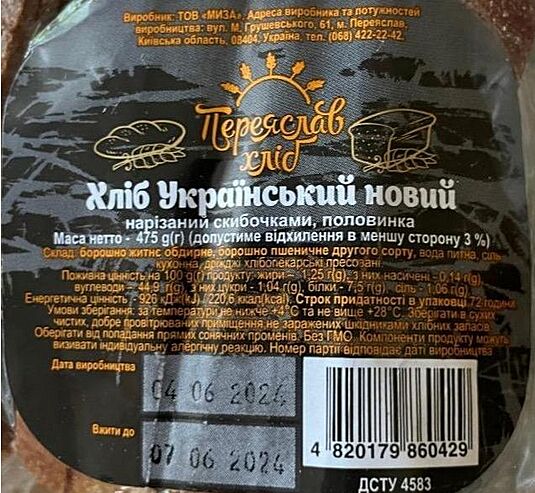 Виробник: ТОВ «МИЗА». Адреса виробника та потужностей
виробництва: вул. М. Грушевського, 61, м. Переяслав,
Київська область, 08404, Україна, тел. (068) 422-22-42.
Переяслав
хліб
Хліб Український новий
нарізаний скибочками, половинка
Маса нетто - 475 g(г) (допустиме відхилення в меншу сторону 3 %)
Склад: борошно житнє обдирне, борошно пшеничне другого сорту, вода питна, сіль
кухонна, дріжджі хлібопекарські пресовані.
Поживна цінність на 100 g(г) продукту: жири – 1,25 г(g), з них насичені - 0,14 г(g)
вуглеводи – 44,9 г(g), з них цукри - 1,04 г(g), білки - 7,5 г(g), сіль - 1,06 г(g).
Енергетична цінність - 926 кДж(kJ) /220,6 ккал(kcal). Строк придатності в упаковці 72 години
Умови зберігання: за температури не нижче +4°С та не вище +28°С. Зберігати в сухих
чистих, добре провітрюваних приміщення не заражених шкідниками хлібних запасів.
Оберігати від попадання прямих сонячних променів. Без ГМО. Компоненти продукту можуть
визивати індивідуальну алергічну реакцію. Номер партії відповідає даті виробництва
Дата виробництва
04 06 2024
Вжити до
07 06 2024
4 820179 860429
ДСТУ 4583